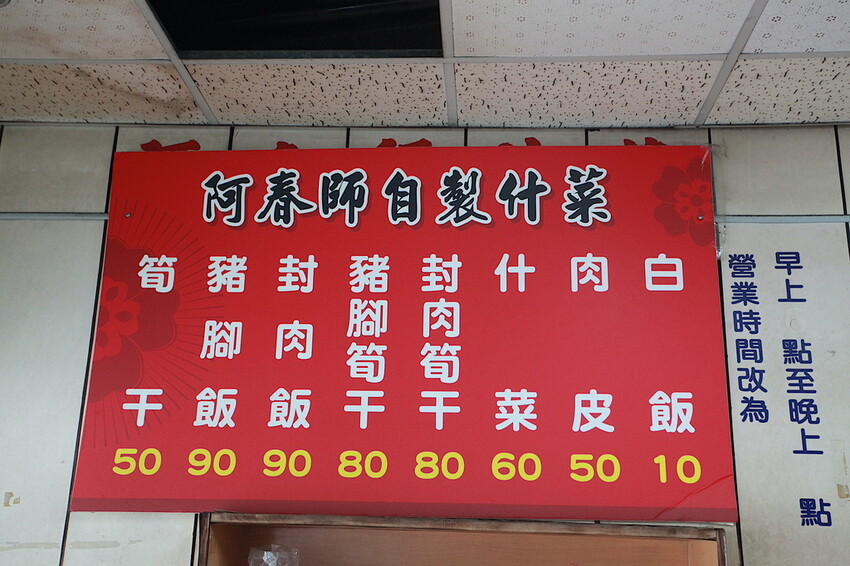 阿春師自製什菜
白飯 10
肉皮 50
什菜 60
封肉筍干 80
豬腳筍干 80
封肉飯 90
豬腳飯 90
筍干 50
營業時間改為
早上 點至晚上 點